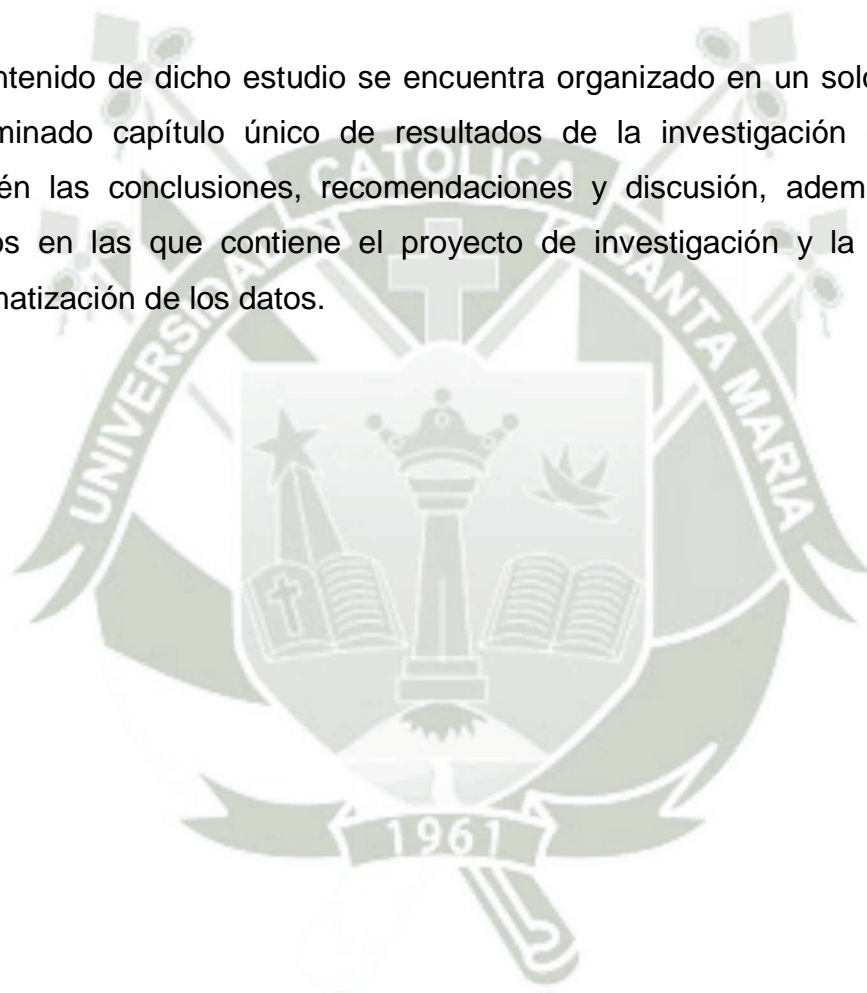 ntenido de dicho estudio se encuentra organizado en un solo
minado capítulo único de resultados de la investigación
én las conclusiones, recomendaciones y discusión, adem
os en las que contiene el proyecto de investigación y la
natización de los datos.
UNIVERSIDAD CATOLICA SANTA MARIA
1961